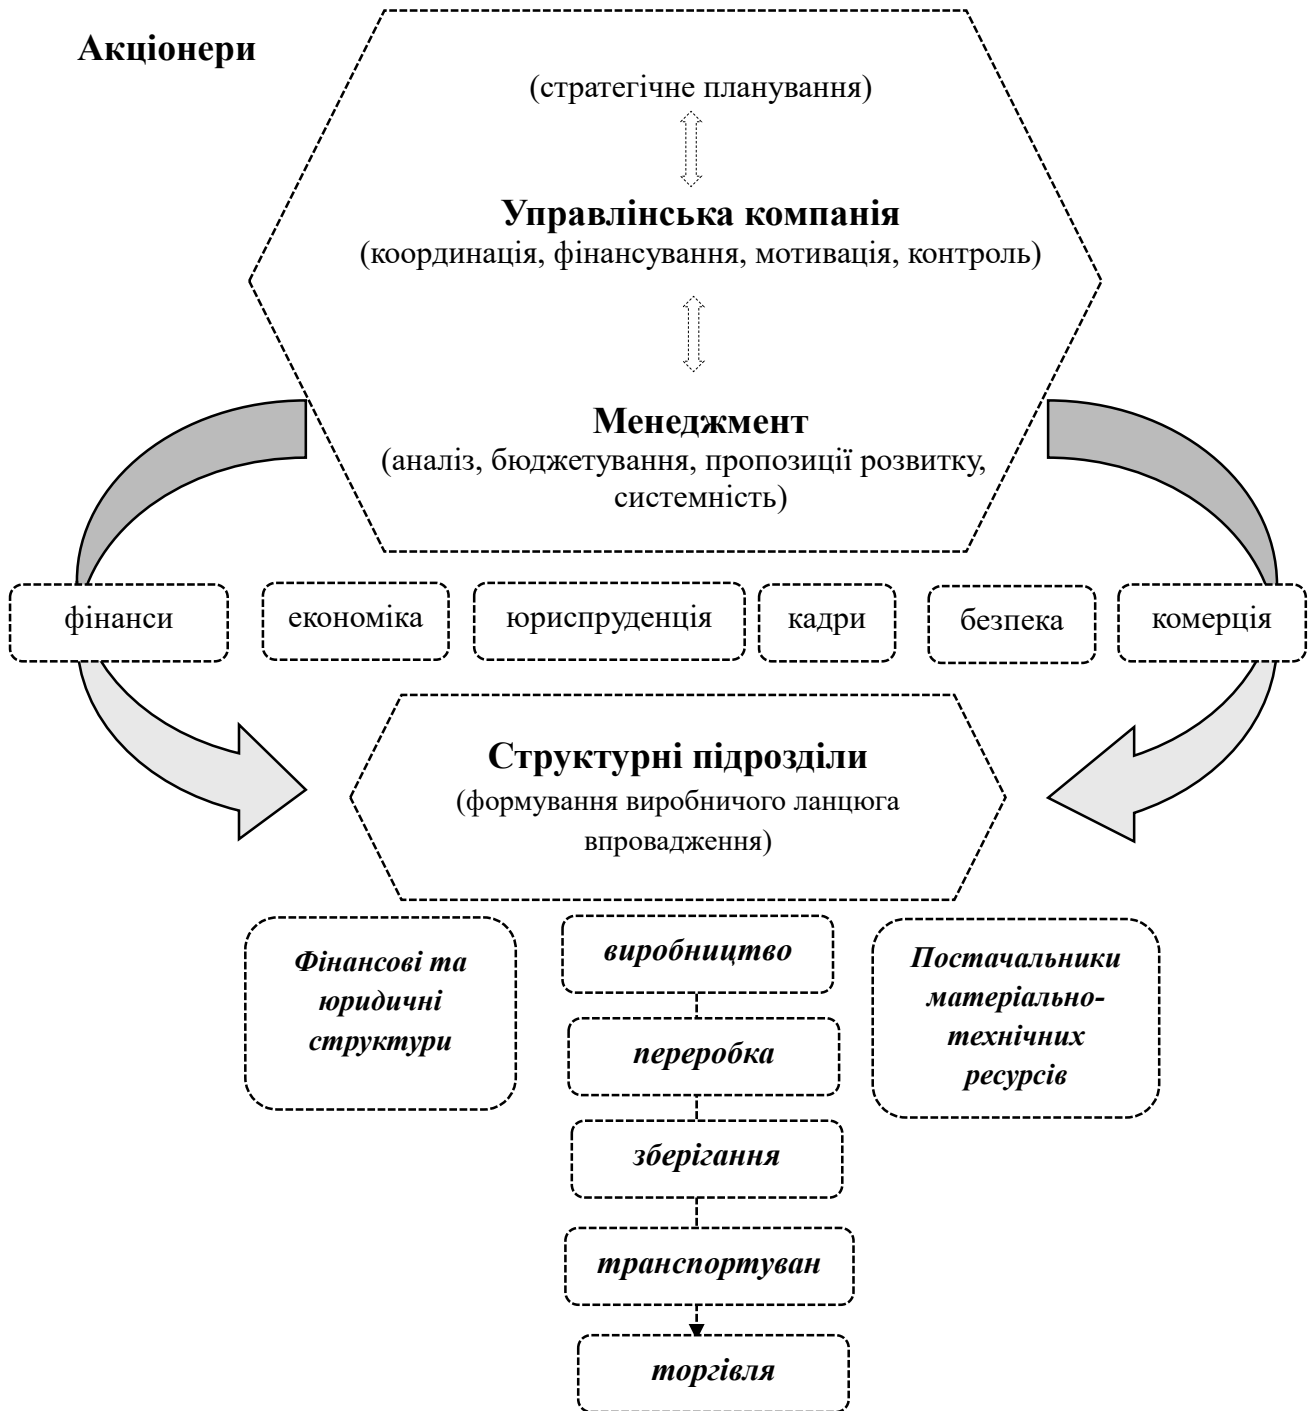 Акціонери
(стратегічне планування)
Управлінська компанія
(координація, фінансування, мотивація, контроль)
Менеджмент
(аналіз, бюджетування, пропозиції розвитку,
системність)
фінанси
економіка
юриспруденція
кадри
безпека
комерція
Структурні підрозділи
(формування виробничого ланцюга
впровадження)
Фінансові та
юридичні
структури
виробництво
переробка
зберігання
транспортуван
торгівля
Постачальники
матеріально-
технічних
ресурсів